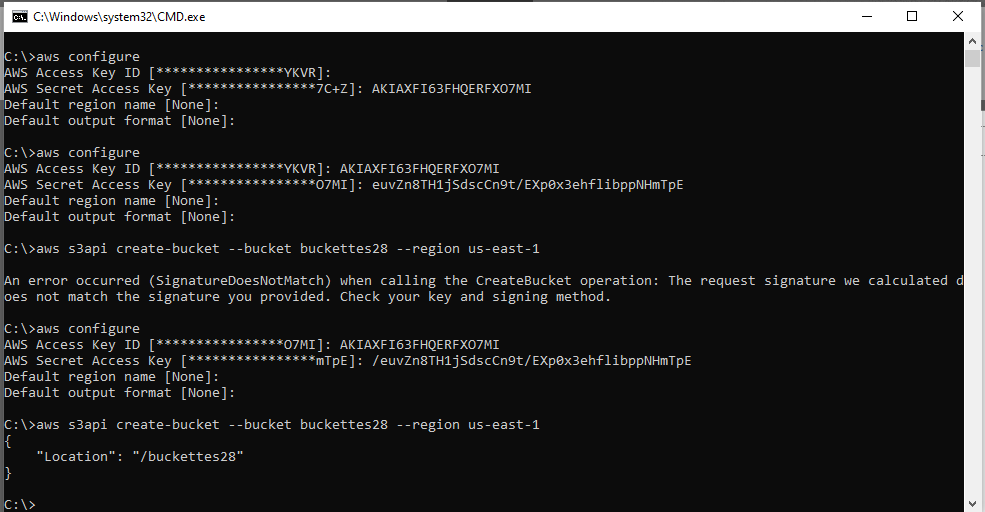 C:\Windows\system32\CMD.exe
C:\>aws configure
AWS Access Key ID [****************YKVR]:
AWS Secret Access Key [****************7C+Z]: AKIAXFI63FHQERFXO7MI
Default region name [None]:
Default output format [None]:
C:\>aws configure
AWS Access Key ID [****************YKVR]: AKIAXFI63FHQERFXO7MI
AWS Secret Access Key [****************O7MI]: euvZn8TH1jSdscCn9t/EXp0x3ehflibppNHmTpE
Default region name [None]:
Default output format [None]:
C:\>aws s3api create-bucket --bucket buckettes28 --region us-east-1
An error occurred (SignatureDoesNotMatch) when calling the CreateBucket operation: The request signature we calculated d
oes not match the signature you provided. Check your key and signing method.
C:\>aws configure
AWS Access Key ID [****************O7MI]: AKIAXFI63FHQERFXO7MI
AWS Secret Access Key [****************mTpE]: /euvZn8TH1jSdscCn9t/EXp0x3ehflibppNHmTpE
Default region name [None]:
Default output format [None]:
C:\>aws s3api create-bucket --bucket buckettes28 --region us-east-1
{
    "Location": "/buckettes28"
}
C:\>